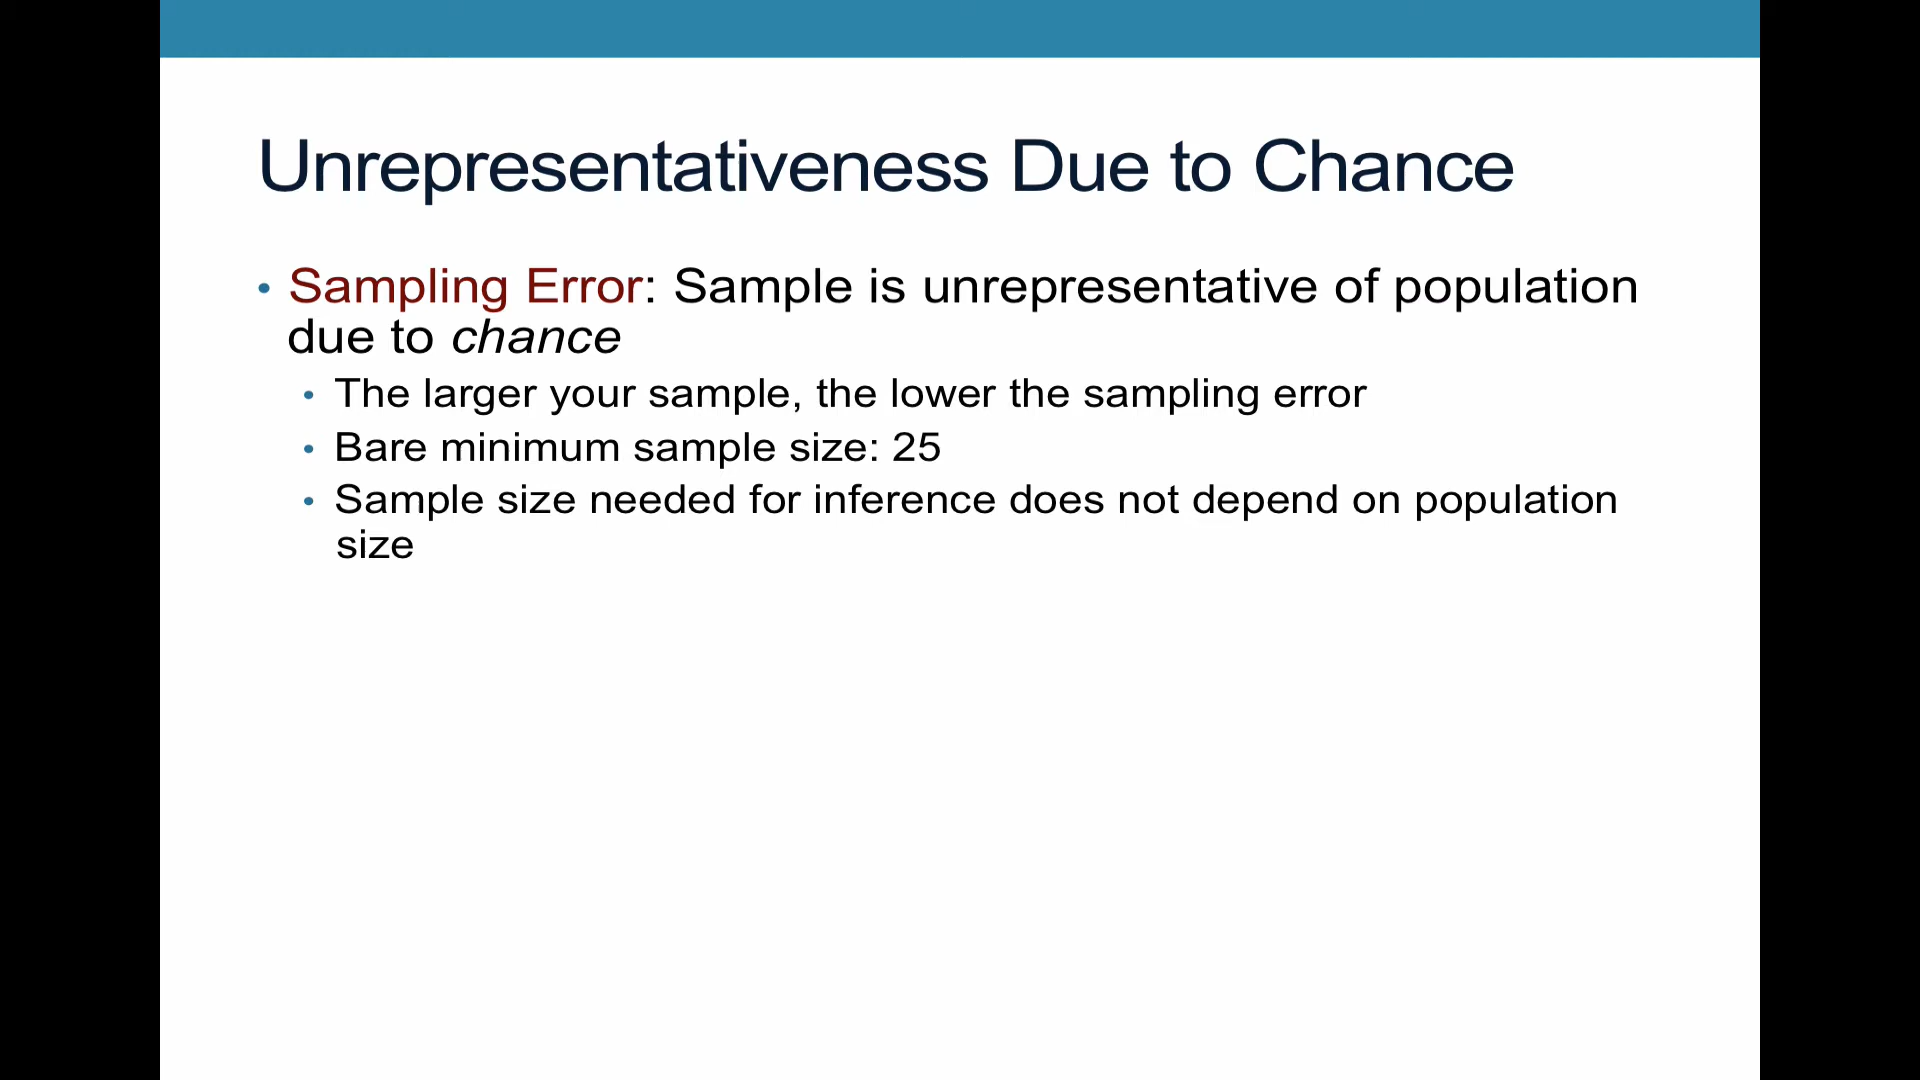 Unrepresentativeness Due to Chance
• Sampling Error: Sample is unrepresentative of population
due to chance
• The larger your sample, the lower the sampling error
• Bare minimum sample size: 25
• Sample size needed for inference does not depend on population
size